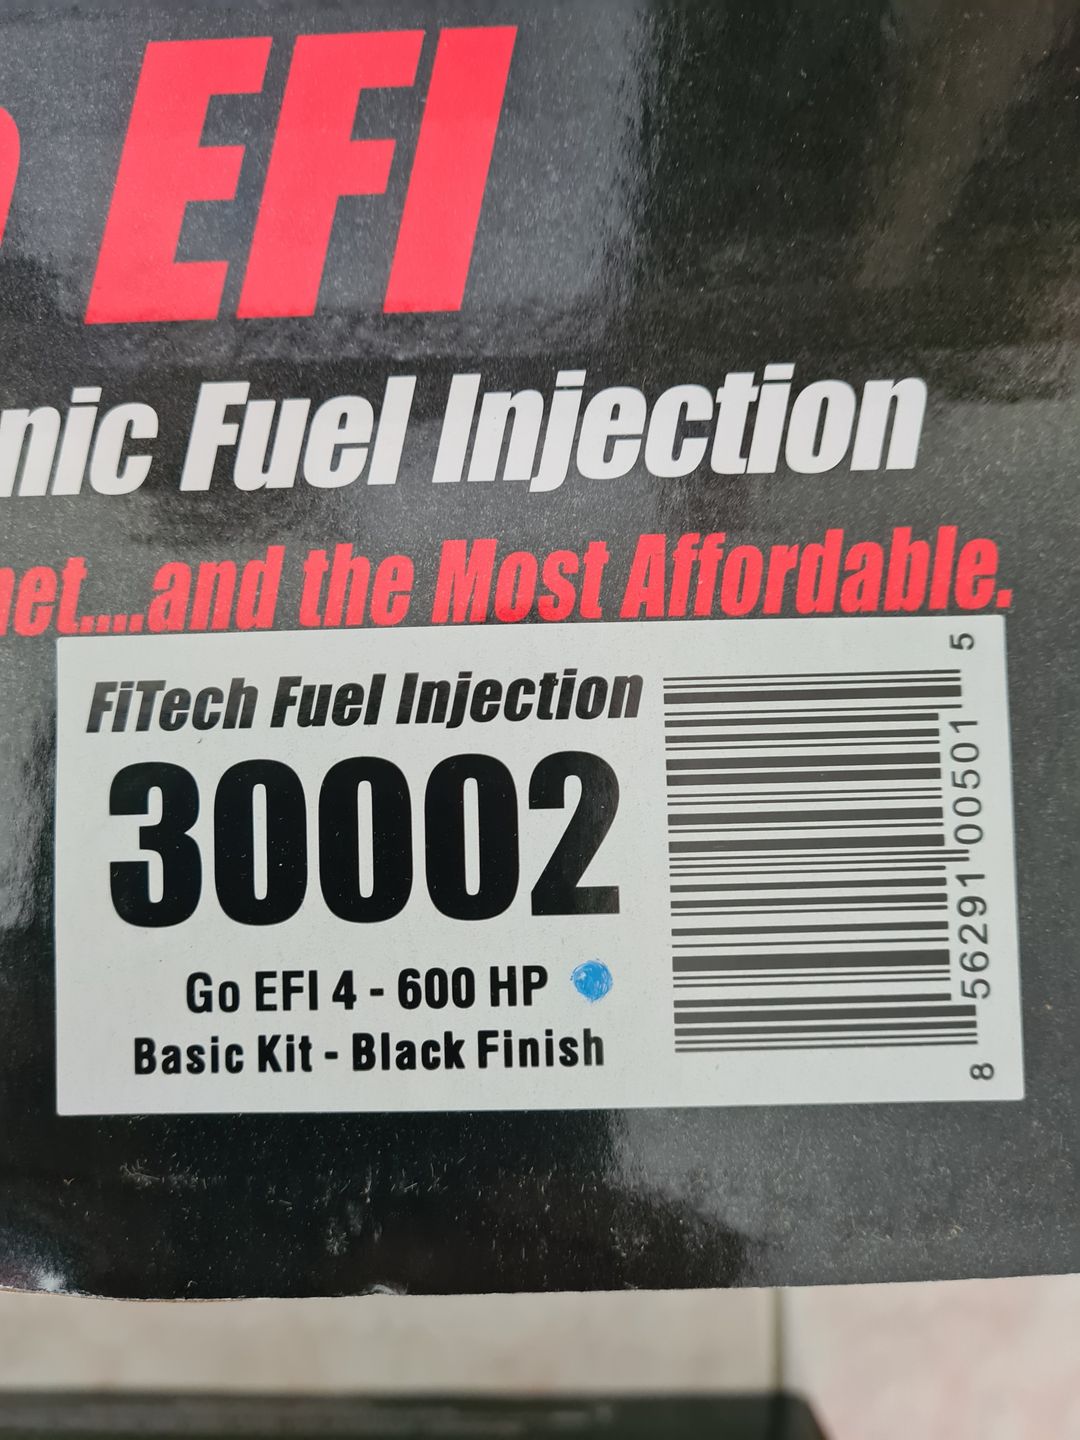 EFI
nic Fuel Injection
net....and the Most Affordable.
FiTech Fuel Injection
30002
Go EFI 4 - 600 HP
Basic Kit - Black Finish
8 56291 00501 5